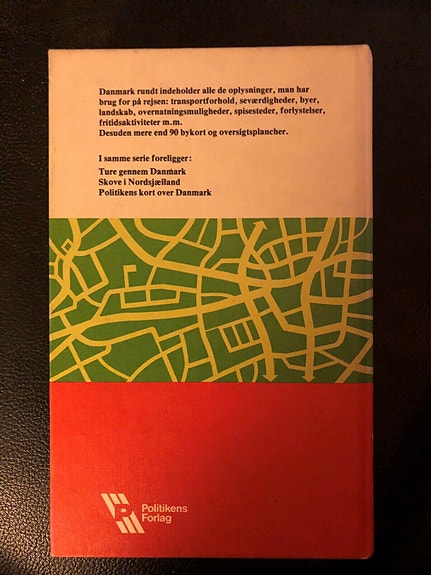 Danmark rundt indeholder alle de oplysninger, man har
brug for på rejsen: transportforhold, seværdigheder, byer,
landskab, overnatningsmuligheder, spisesteder, forlystelser,
fritidsaktiviteter m.m.
Desuden mere end 90 bykort og oversigtsplancher.
I samme serie foreligger:
Ture gennem Danmark
Skove i Nordsjælland
Politikens kort over Danmark
P
Politikens
Forlag